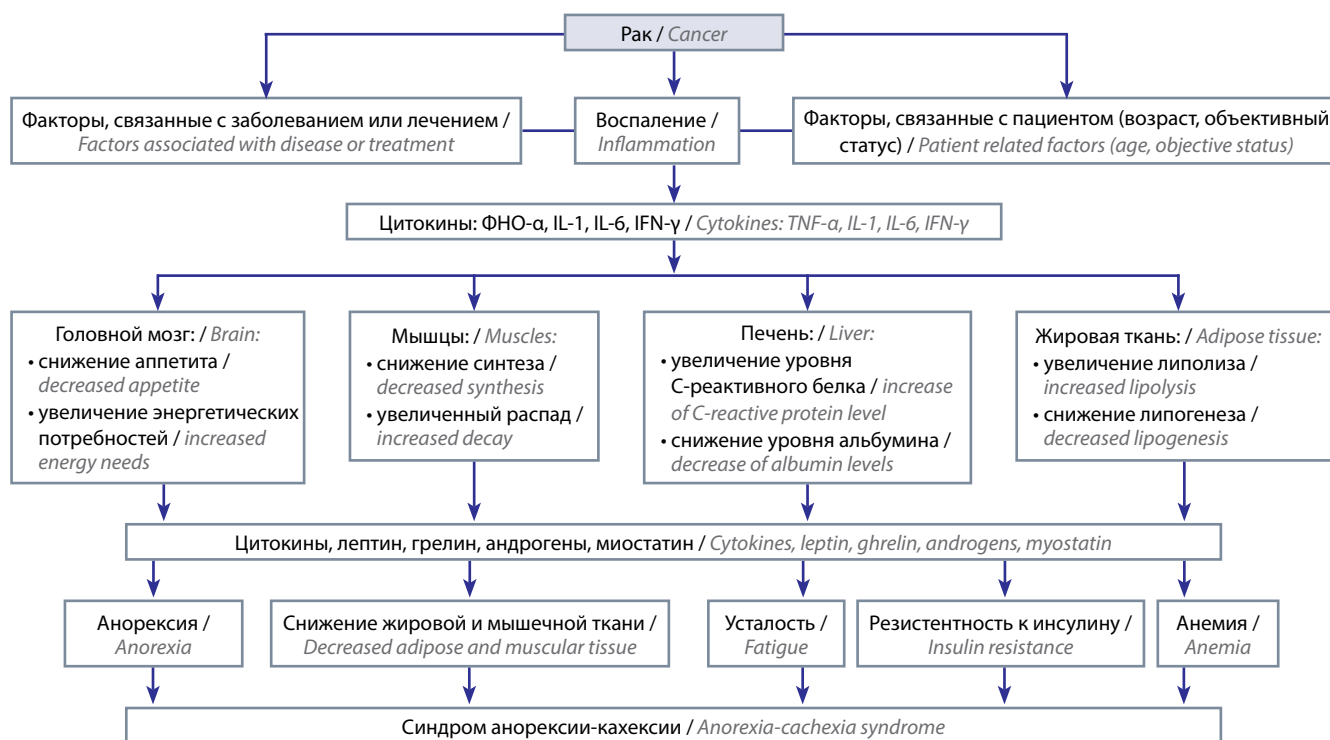 Рак / Cancer
Факторы, связанные с заболеванием или лечением /
Factors associated with disease or treatment
Воспаление /
Inflammation
Факторы, связанные с пациентом (возраст, объективный
статус) / Patient related factors (age, objective status)
Цитокины: ФНО-α, IL-1, IL-6, IFN-γ / Cytokines: TNF-α, IL-1, IL-6, IFN-γ
Головной мозг: / Brain:
• снижение аппетита /
decreased appetite
• увеличение энергетических
потребностей / increased
energy needs
Мышцы: / Muscles:
• снижение синтеза /
decreased synthesis
• увеличенный распад /
increased decay
Печень: / Liver:
• увеличение уровня
С-реактивного белка / increase
of C-reactive protein level
• снижение уровня альбумина /
decrease of albumin levels
Жировая ткань: / Adipose tissue:
• увеличение липолиза /
increased lipolysis
• снижение липогенеза /
decreased lipogenesis
Цитокины, лептин, грелин, андрогены, миостатин / Cytokines, leptin, ghrelin, androgens, myostatin
Анорексия /
Anorexia
Снижение жировой и мышечной ткани /
Decreased adipose and muscular tissue
Усталость /
Fatigue
Резистентность к инсулину /
Insulin resistance
Анемия /
Anemia
Синдром анорексии-кахексии / Anorexia-cachexia syndrome